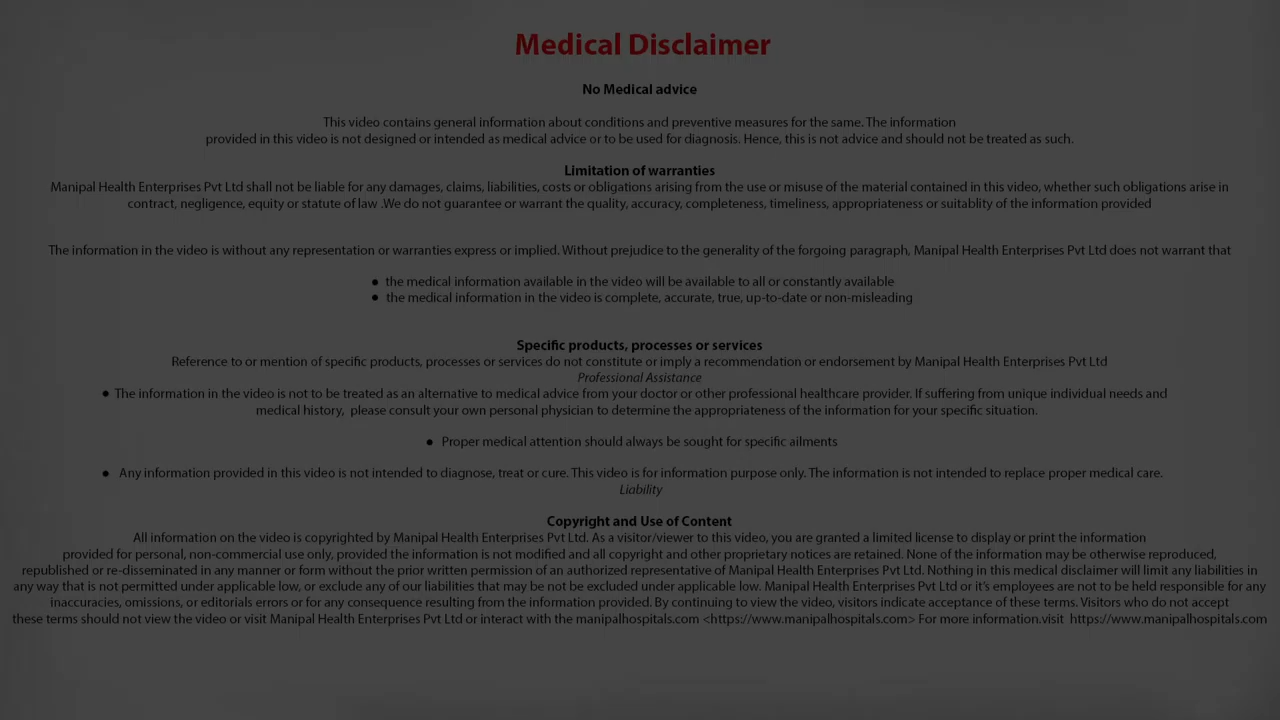 Medical Disclaimer
No Medical advice
This video contains general information about conditions and preventive measures for the same. The information
provided in this video is not designed or intended as medical advice or to be used for diagnosis. Hence, this is not advice and should not be treated as such.
Limitation of warranties
Manipal Health Enterprises Pvt Ltd shall not be liable for any damages, claims, liabilities, costs or obligations arising from the use or misuse of the material contained in this video, whether such obligations arise in
contract, negligence, equity or statute of law .We do not guarantee or warrant the quality, accuracy, completeness, timeliness, appropriateness or suitablity of the information provided
The information in the video is without any representation or warranties express or implied. Without prejudice to the generality of the forgoing paragraph, Manipal Health Enterprises Pvt Ltd does not warrant that
● the medical information available in the video will be available to all or constantly available
● the medical information in the video is complete, accurate, true, up-to-date or non-misleading
Specific products, processes or services
Reference to or mention of specific products, processes or services do not constitute or imply a recommendation or endorsement by Manipal Health Enterprises Pvt Ltd
Professional Assistance
● The information in the video is not to be treated as an alternative to medical advice from your doctor or other professional healthcare provider. If suffering from unique individual needs and
medical history, please consult your own personal physician to determine the appropriateness of the information for your specific situation.
● Proper medical attention should always be sought for specific ailments
● Any information provided in this video is not intended to diagnose, treat or cure. This video is for information purpose only. The information is not intended to replace proper medical care.
Liability
Copyright and Use of Content
All information on the video is copyrighted by Manipal Health Enterprises Pvt Ltd. As a visitor/viewer to this video, you are granted a limited license to display or print the information
provided for personal, non-commercial use only, provided the information is not modified and all copyright and other proprietary notices are retained. None of the information may be otherwise reproduced,
republished or re-disseminated in any manner or form without the prior written permission of an authorized representative of Manipal Health Enterprises Pvt Ltd. Nothing in this medical disclaimer will limit any liabilities in
any way that is not permitted under applicable low, or exclude any of our liabilities that may be not be excluded under applicable low. Manipal Health Enterprises Pvt Ltd or it's employees are not to be held responsible for any
inaccuracies, omissions, or editorials errors or for any consequence resulting from the information provided. By continuing to view the video, visitors indicate acceptance of these terms. Visitors who do not accept
these terms should not view the video or visit Manipal Health Enterprises Pvt Ltd or interact with the manipalhospitals.com <https://www.manipalhospitals.com> For more information.visit https://www.manipalhospitals.com